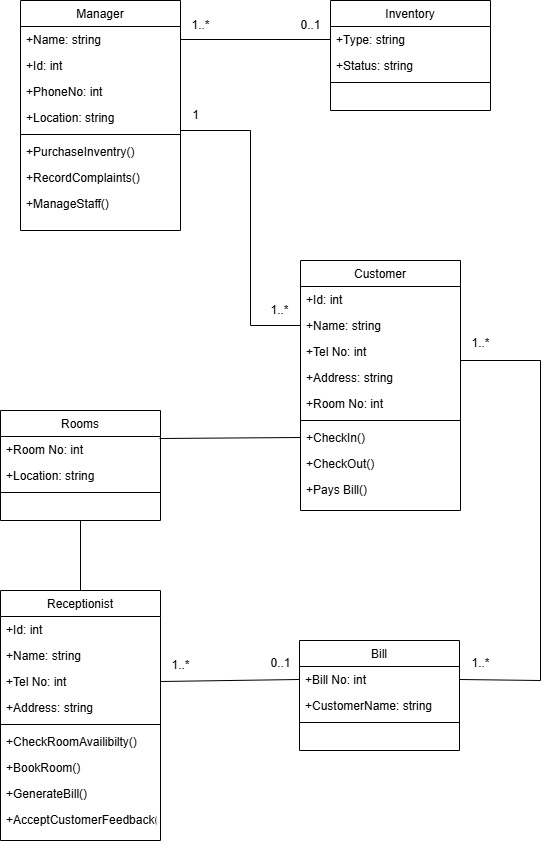 Manager
+Name: string
+Id: int
+PhoneNo: int
+Location: string
+PurchaseInventry()
+RecordComplaints()
+ManageStaff()
1..*
0..1
Inventory
+Type: string
+Status: string
1
1..*
Customer
+Id: int
+Name: string
+Tel No: int
+Address: string
+Room No: int
+CheckIn()
+CheckOut()
+Pays Bill()
1..*
Rooms
+Room No: int
+Location: string
Receptionist
+Id: int
+Name: string
+Tel No: int
+Address: string
+CheckRoomAvailibilty()
+BookRoom()
+GenerateBill()
+AcceptCustomerFeedback(
1..*
0..1
Bill
+Bill No: int
+CustomerName: string
1..*